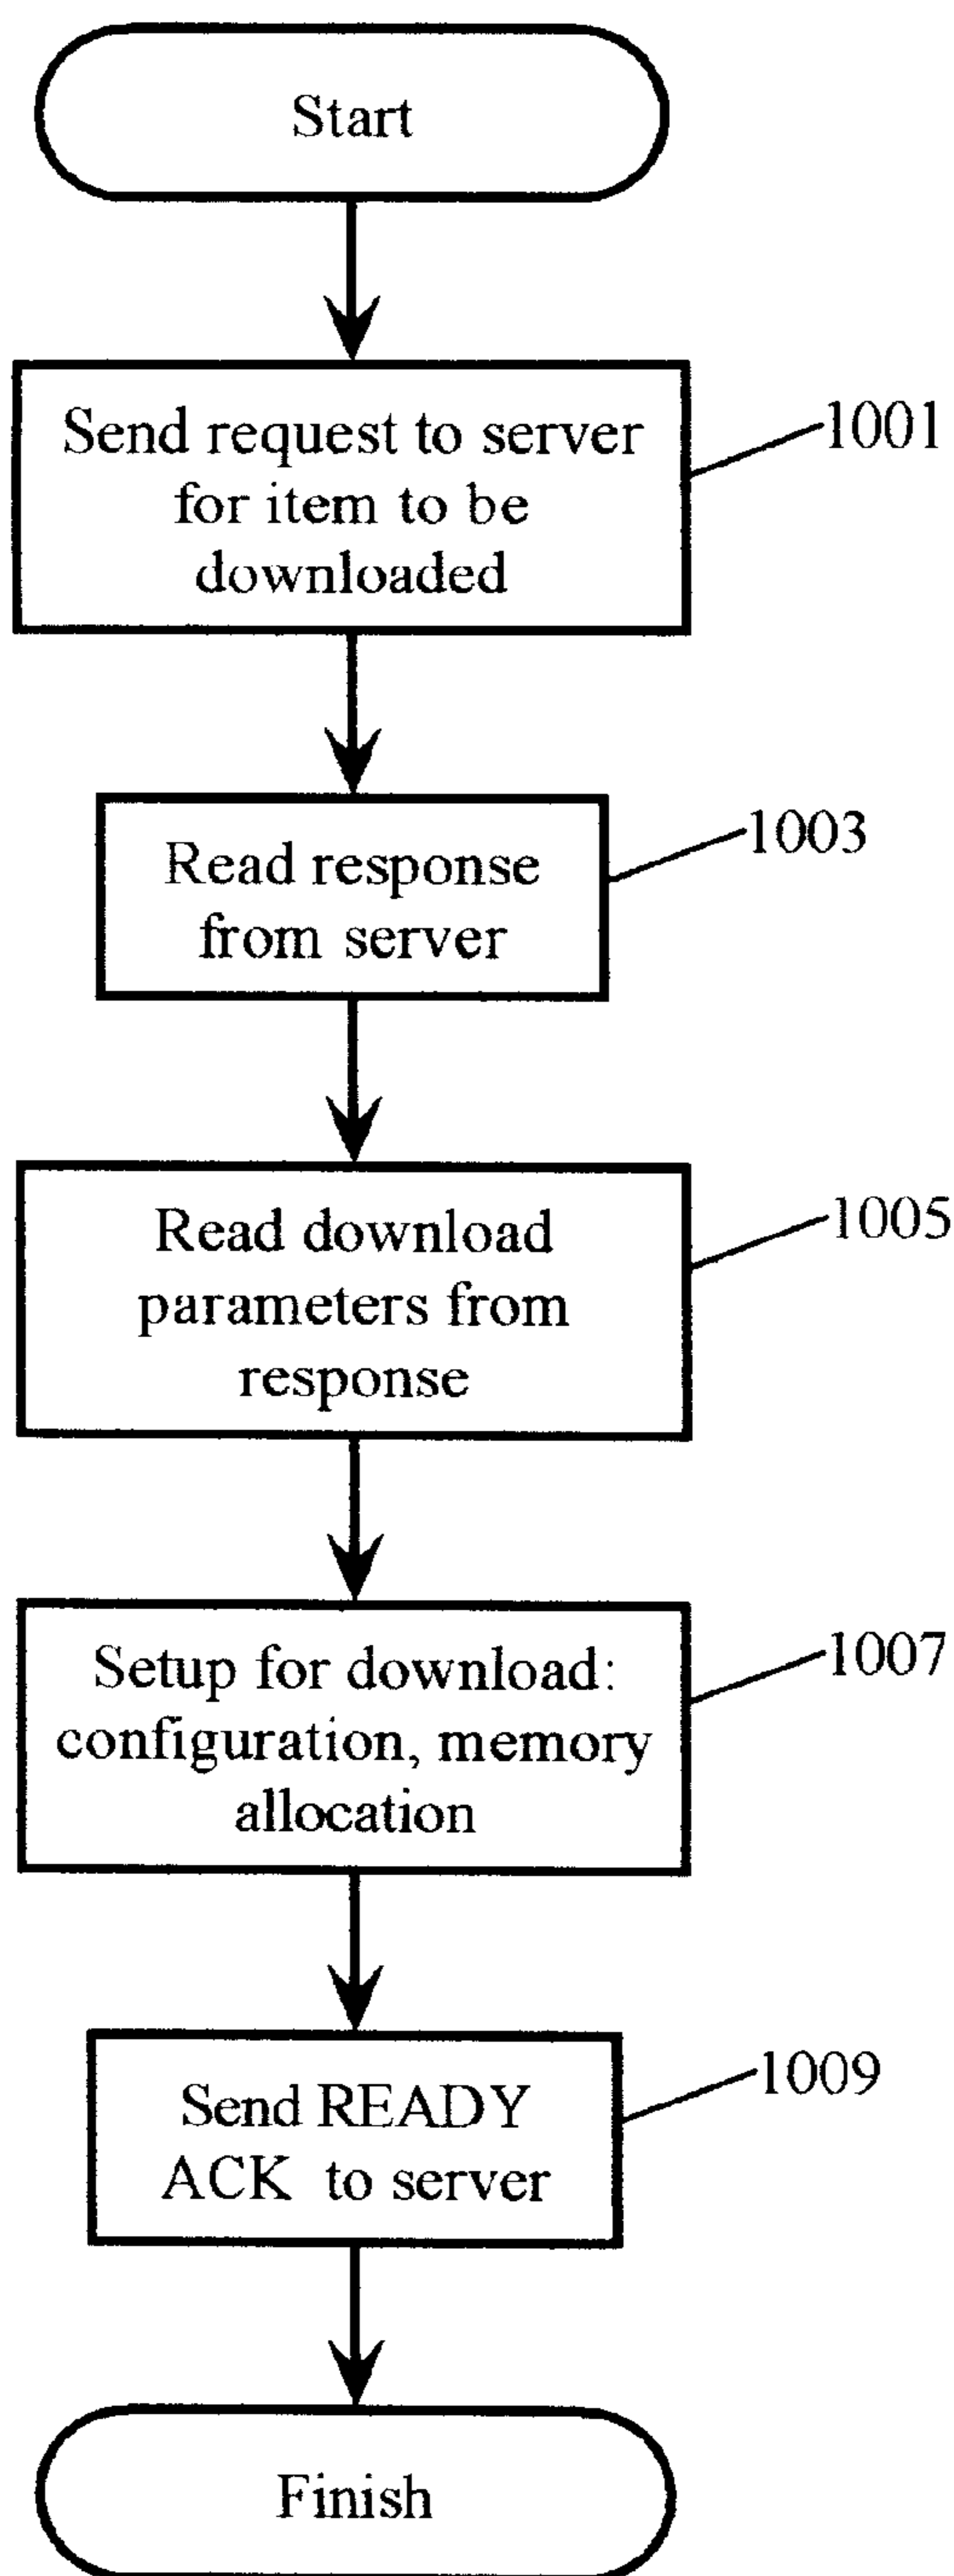 Start
Send request to server
for item to be
downloaded
1001
Read response
from server
1003
Read download
parameters from
response
1005
Setup for download:
configuration, memory
allocation
1007
Send READY
ACK to server
1009
Finish